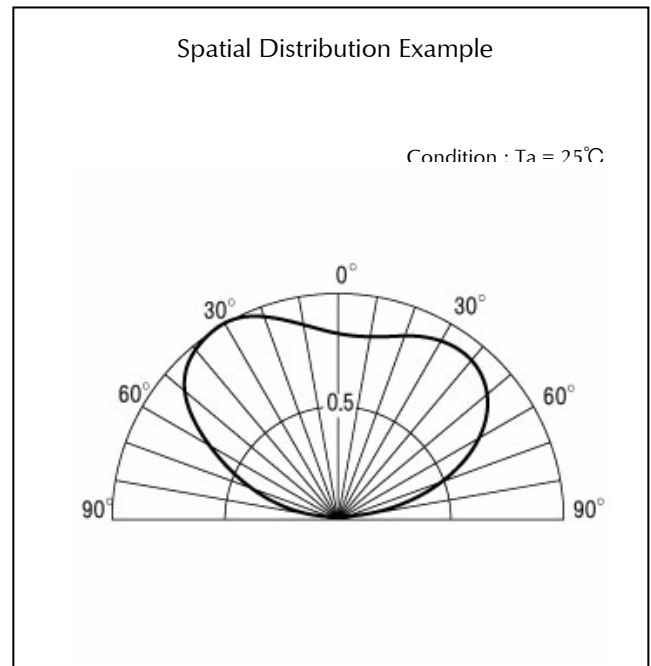 Spatial Distribution Example
Condition : Ta = 25℃
0°
30° 30°
60° 60°
0.5
90° 90°